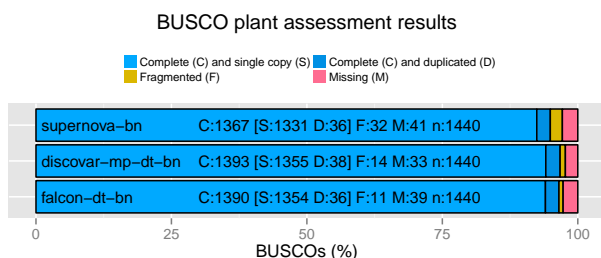 BUSCO plant assessment results
Complete (C) and single copy (S) Complete (C) and duplicated (D)
Fragmented (F) Missing (M)
supernova−bn C:1367 [S:1331 D:36] F:32 M:41 n:1440
discovar−mp−dt−bn C:1393 [S:1355 D:38] F:14 M:33 n:1440
falcon−dt−bn C:1390 [S:1354 D:36] F:11 M:39 n:1440
0 25 50 75 100
BUSCOs (%)